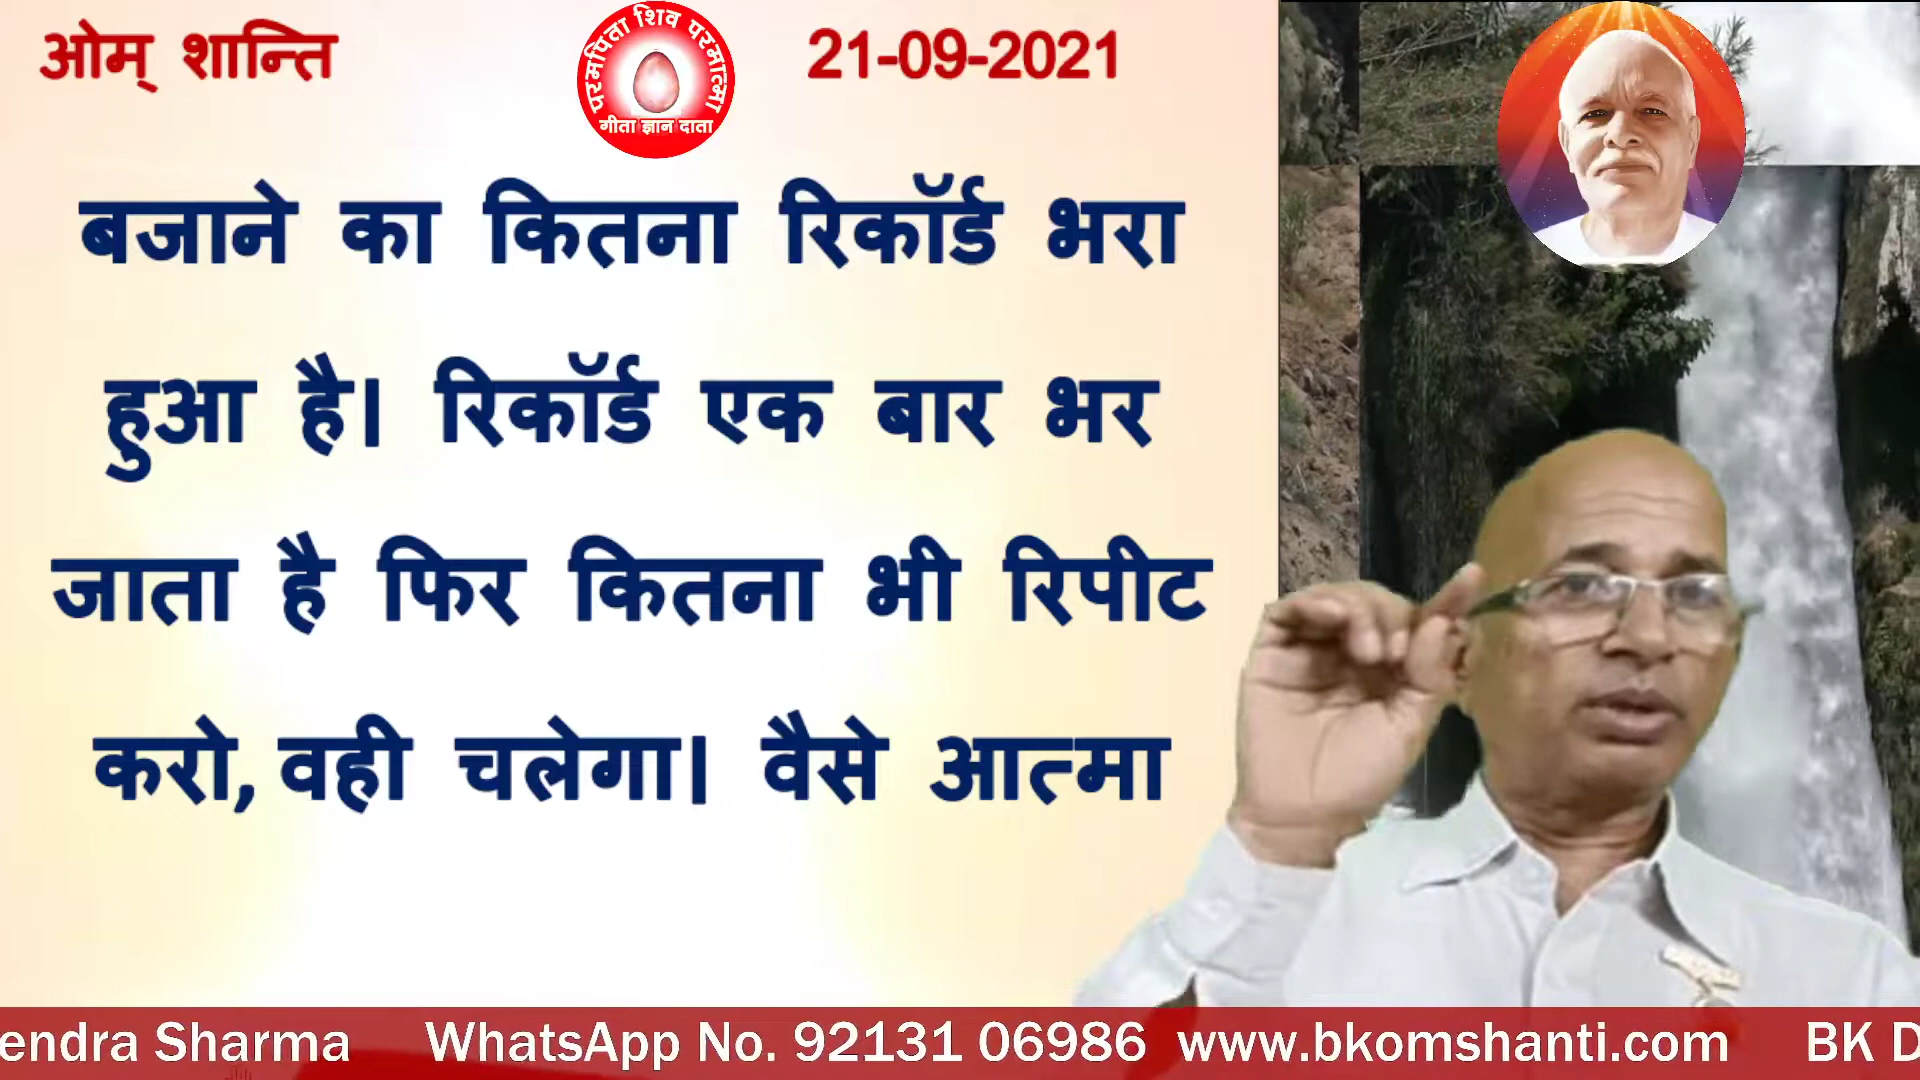 ओम् शान्ति
परमपिता शिव परमात्मा
गीता ज्ञान दाता
21-09-2021
बजाने का कितना रिकॉर्ड भरा
हुआ है। रिकॉर्ड एक बार भर
जाता है फिर कितना भी रिपीट
करो, वही चलेगा। वैसे आत्मा
endra Sharma WhatsApp No. 92131 06986 www.bkomshanti.com BK D